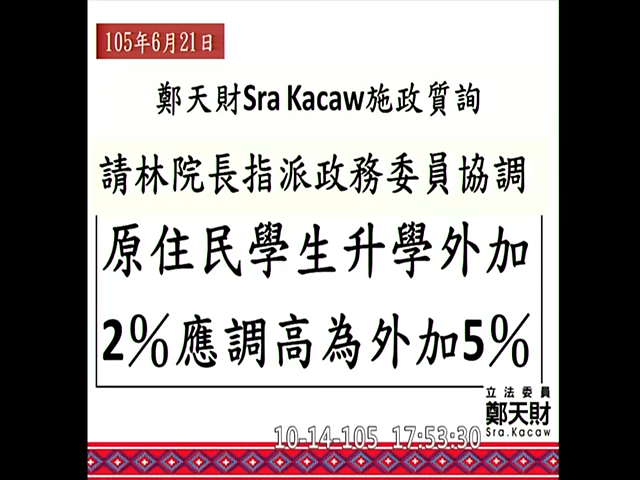 105年6月21日
鄭天財Sra Kacaw施政質詢
請林院長指派政務委員協調
原住民學生升學外加
2%應調高為外加5%
立法委員
鄭天財
Sra.Kacaw
10-14-105 17:53:30